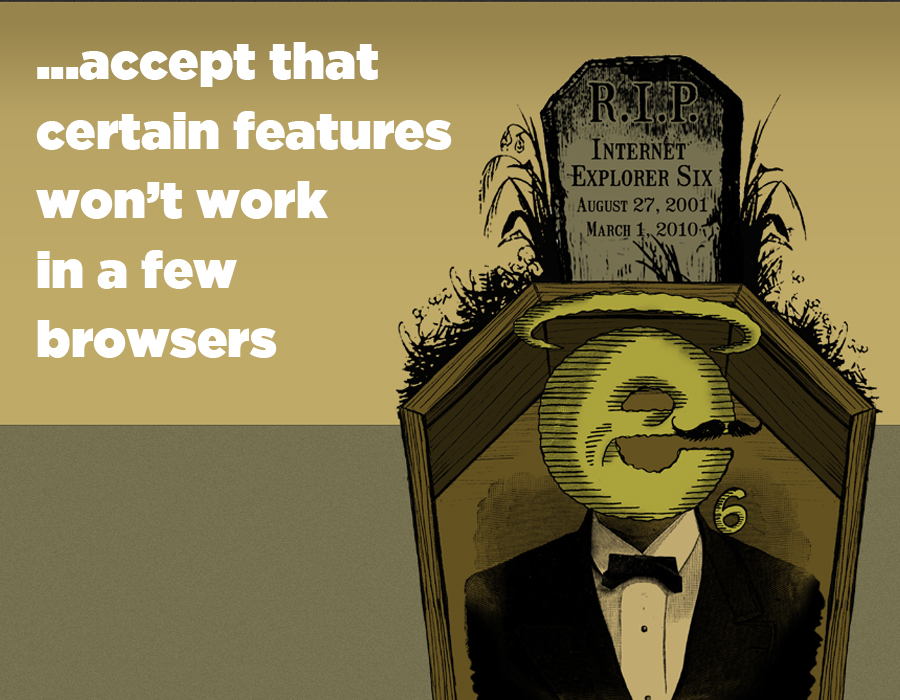 ...accept that
certain features
won't work
in a few
browsers
R.I.P.
INTERNET
EXPLORER SIX
AUGUST 27, 2001
MARCH 1, 2010
e
6